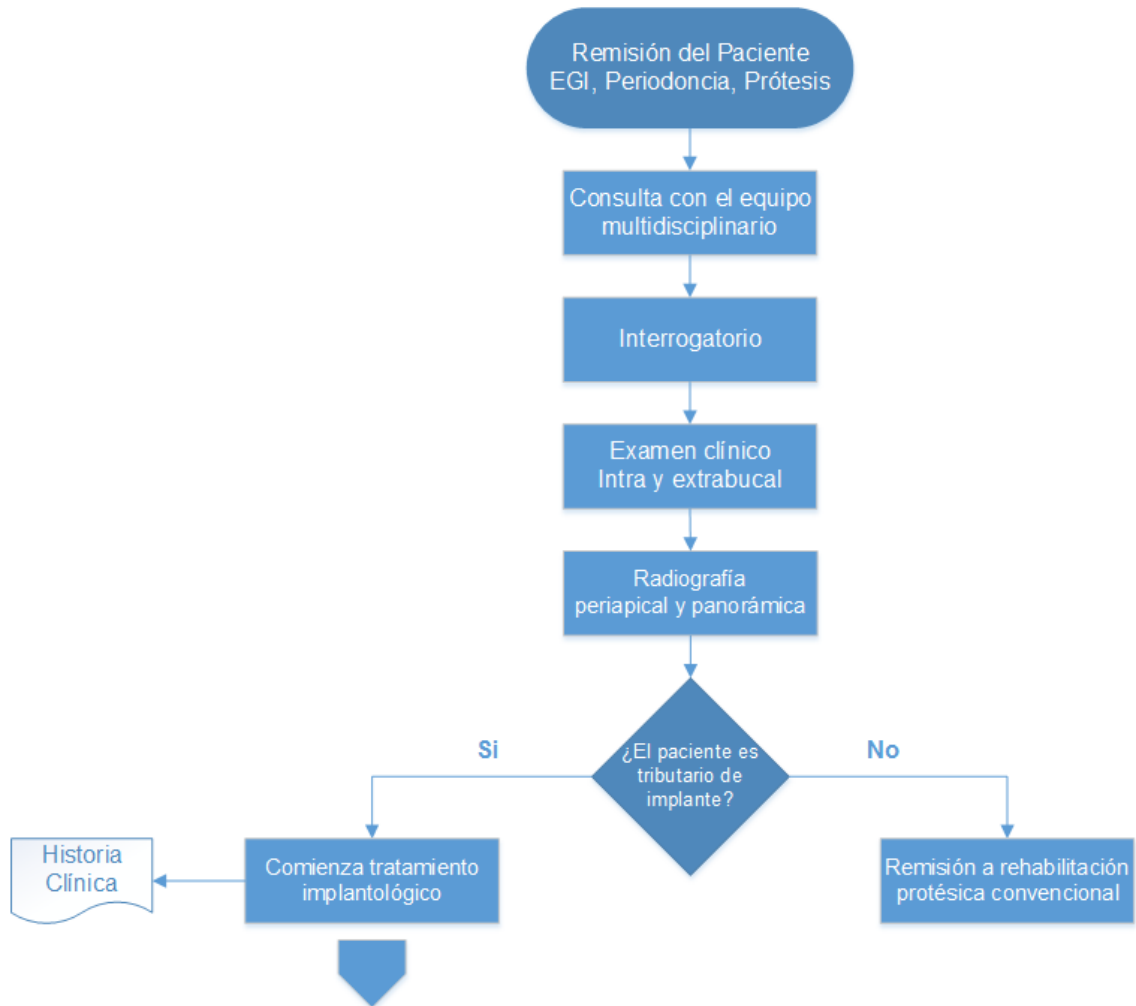 Remisión del Paciente
EGI, Periodoncia, Prótesis
Consulta con el equipo
multidisciplinario
Interrogatorio
Examen clínico
Intra y extrabucal
Radiografía
periapical y panorámica
¿El paciente es
tributario de
implante?
Si
No
Historia
Clínica
Comienza tratamiento
implantológico
Remisión a rehabilitación
protésica convencional